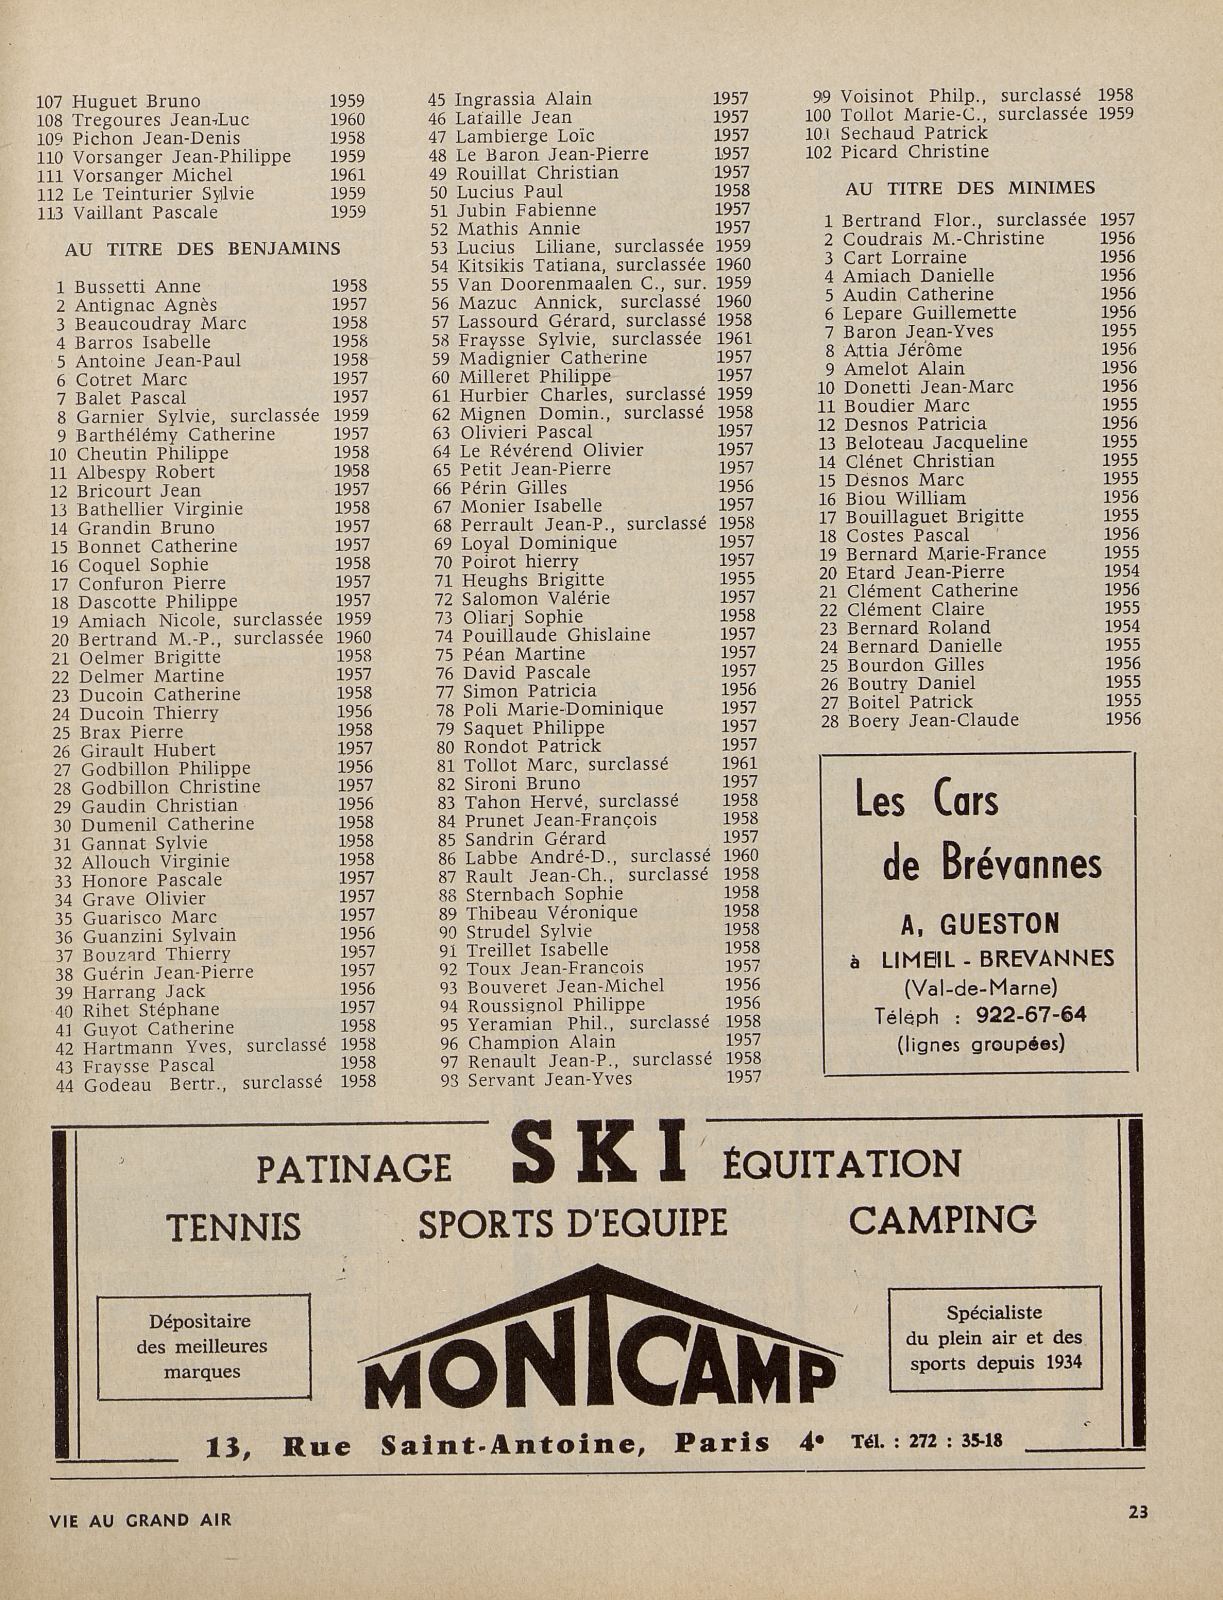 107 Huguet Bruno 1959
108 Tregoures Jean-Luc 1960
109 Pichon Jean-Denis 1958
110 Vorsanger Jean-Philippe 1959
111 Vorsanger Michel 1961
112 Le Teinturier Sylvie 1959
113 Vaillant Pascale 1959
AU TITRE DES BENJAMINS
1 Bussetti Anne 1958
2 Antignac Agnès 1957
3 Beaucoudray Marc 1958
4 Barros Isabelle 1958
5 Antoine Jean-Paul 1958
6 Cotret Marc 1957
7 Balet Pascal 1957
8 Garnier Sylvie, surclassée 1959
9 Barthélémy Catherine 1957
10 Cheutin Philippe 1958
11 Albespy Robert 1958
12 Bricourt Jean 1957
13 Bathellier Virginie 1958
14 Grandin Bruno 1957
15 Bonnet Catherine 1957
16 Coquel Sophie 1958
17 Confuron Pierre 1957
18 Dascotte Philippe 1957
19 Amiach Nicole, surclassée 1959
20 Bertrand M.-P., surclassée 1960
21 Oelmer Brigitte 1958
22 Delmer Martine 1957
23 Ducoin Catherine 1958
24 Ducoin Thierry 1956
25 Brax Pierre 1958
26 Girault Hubert 1957
27 Godbillon Philippe 1956
28 Godbillon Christine 1957
29 Gaudin Christian 1956
30 Dumenil Catherine 1958
31 Gannat Sylvie 1958
32 Allouch Virginie 1958
33 Honore Pascale 1957
34 Grave Olivier 1957
35 Guarisco Marc 1957
36 Guanzini Sylvain 1956
37 Bouzard Thierry 1957
38 Guérin Jean-Pierre 1957
39 Harrang Jack 1956
40 Rihet Stéphane 1957
41 Guyot Catherine 1958
42 Hartmann Yves, surclassé 1958
43 Fraysse Pascal 1958
44 Godeau Bertr., surclassé 1958
45 Ingrassia Alain 1957
46 Lafaille Jean 1957
47 Lambierge Loïc 1957
48 Le Baron Jean-Pierre 1957
49 Rouillat Christian 1957
50 Lucius Paul 1958
51 Jubin Fabienne 1957
52 Mathis Annie 1957
53 Lucius Liliane, surclassée 1959
54 Kitsikis Tatiana, surclassée 1960
55 Van Doorenmaalen C., sur. 1959
56 Mazuc Annick, surclassé 1960
57 Lassourd Gérard, surclassé 1958
58 Fraysse Sylvie, surclassée 1961
59 Madignier Catherine 1957
60 Milleret Philippe 1957
61 Hurbier Charles, surclassé 1959
62 Mignen Domin., surclassé 1958
63 Olivieri Pascal 1957
64 Le Révérend Olivier 1957
65 Petit Jean-Pierre 1957
66 Périn Gilles 1956
67 Monier Isabelle 1957
68 Perrault Jean-P., surclassé 1958
69 Loyal Dominique 1957
70 Poirot hierry 1957
71 Heughs Brigitte 1955
72 Salomon Valérie 1957
73 Oliarj Sophie 1958
74 Pouillaude Ghislaine 1957
75 Péan Martine 1957
76 David Pascale 1957
77 Simon Patricia 1956
78 Poli Marie-Dominique 1957
79 Saquet Philippe 1957
80 Rondot Patrick 1957
81 Tollot Marc, surclassé 1961
82 Sironi Bruno 1957
83 Tahon Hervé, surclassé 1958
84 Prunet Jean-François 1958
85 Sandrin Gérard 1957
86 Labbe André-D., surclassé 1960
87 Rault Jean-Ch., surclassé 1958
88 Sternbach Sophie 1958
89 Thibeau Véronique 1958
90 Strudel Sylvie 1958
91 Treillet Isabelle 1958
92 Toux Jean-Francois 1957
93 Bouveret Jean-Michel 1956
94 Roussignol Philippe 1956
95 Yeramian Phil., surclassé 1958
96 Champion Alain 1957
97 Renault Jean-P., surclassé 1958
98 Servant Jean-Yves 1957
99 Voisinot Philp., surclassé 1958
100 Tollot Marie-C., surclassée 1959
101 Sechaud Patrick
102 Picard Christine
AU TITRE DES MINIMES
1 Bertrand Flor., surclassée 1957
2 Coudrais M.-Christine 1956
3 Cart Lorraine 1956
4 Amiach Danielle 1956
5 Audin Catherine 1956
6 Lepare Guillemette 1956
7 Baron Jean-Yves 1955
8 Attia Jérôme 1956
9 Amelot Alain 1956
10 Donetti Jean-Marc 1956
11 Boudier Marc 1955
12 Desnos Patricia 1956
13 Beloteau Jacqueline 1955
14 Clénet Christian 1955
15 Desnos Marc 1955
16 Biou William 1956
17 Bouillaguet Brigitte 1955
18 Costes Pascal 1956
19 Bernard Marie-France 1955
20 Etard Jean-Pierre 1954
21 Clément Catherine 1956
22 Clément Claire 1955
23 Bernard Roland 1954
24 Bernard Danielle 1955
25 Bourdon Gilles 1956
26 Boutry Daniel 1955
27 Boitel Patrick 1955
28 Boery Jean-Claude 1956
Les Cars
de Brévannes
A, GUESTON
à LIMEIL - BREVANNES
(Val-de-Marne)
Téléph : 922-67-64
(lignes groupées)
PATINAGE SKI ÉQUITATION
TENNIS SPORTS D'EQUIPE CAMPING
Dépositaire
des meilleures
marques
MONTCAMP
Spécialiste
du plein air et des
sports depuis 1934
13, Rue Saint-Antoine, Paris 4e Tél. : 272 : 35-18
VIE AU GRAND AIR
23